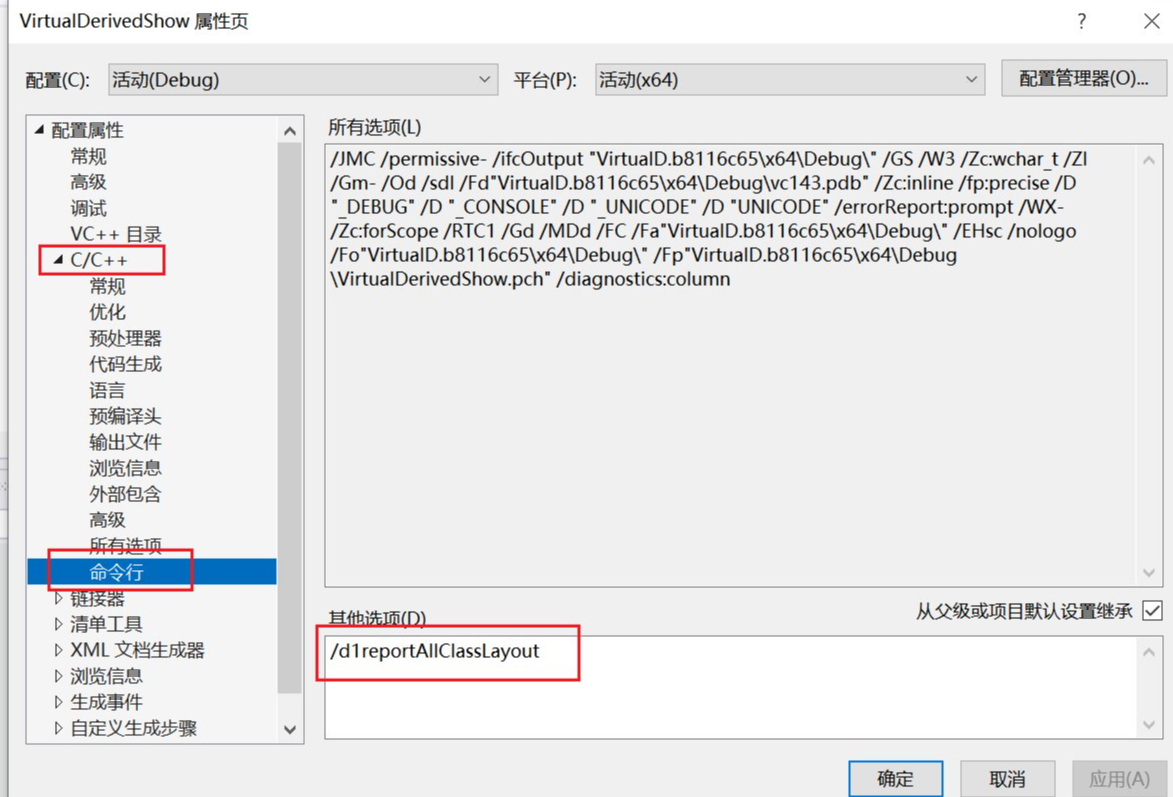 VirtualDerivedShow 属性页
? ×
配置(C): 活动(Debug) 平台(P): 活动(x64) 配置管理器(O)...
配置属性
常规
高级
调试
VC++ 目录
C/C++
常规
优化
预处理器
代码生成
语言
预编译头
输出文件
浏览信息
外部包含
高级
所有选项
命令行
链接器
清单工具
XML 文档生成器
浏览信息
生成事件
自定义生成步骤
所有选项(L)
/JMC /permissive- /ifcOutput "VirtualD.b8116c65\x64\Debug\" /GS /W3 /Zc:wchar_t /ZI
/Gm- /Od /sdl /Fd"VirtualD.b8116c65\x64\Debug\vc143.pdb" /Zc:inline /fp:precise /D
"_DEBUG" /D "_CONSOLE" /D "_UNICODE" /D "UNICODE" /errorReport:prompt /WX-
/Zc:forScope /RTC1 /Gd /MDd /FC /Fa"VirtualD.b8116c65\x64\Debug\" /EHsc /nologo
/Fo"VirtualD.b8116c65\x64\Debug\" /Fp"VirtualD.b8116c65\x64\Debug
\VirtualDerivedShow.pch" /diagnostics:column
其他选项(D)
从父级或项目默认设置继承
/d1reportAllClassLayout
确定 取消 应用(A)